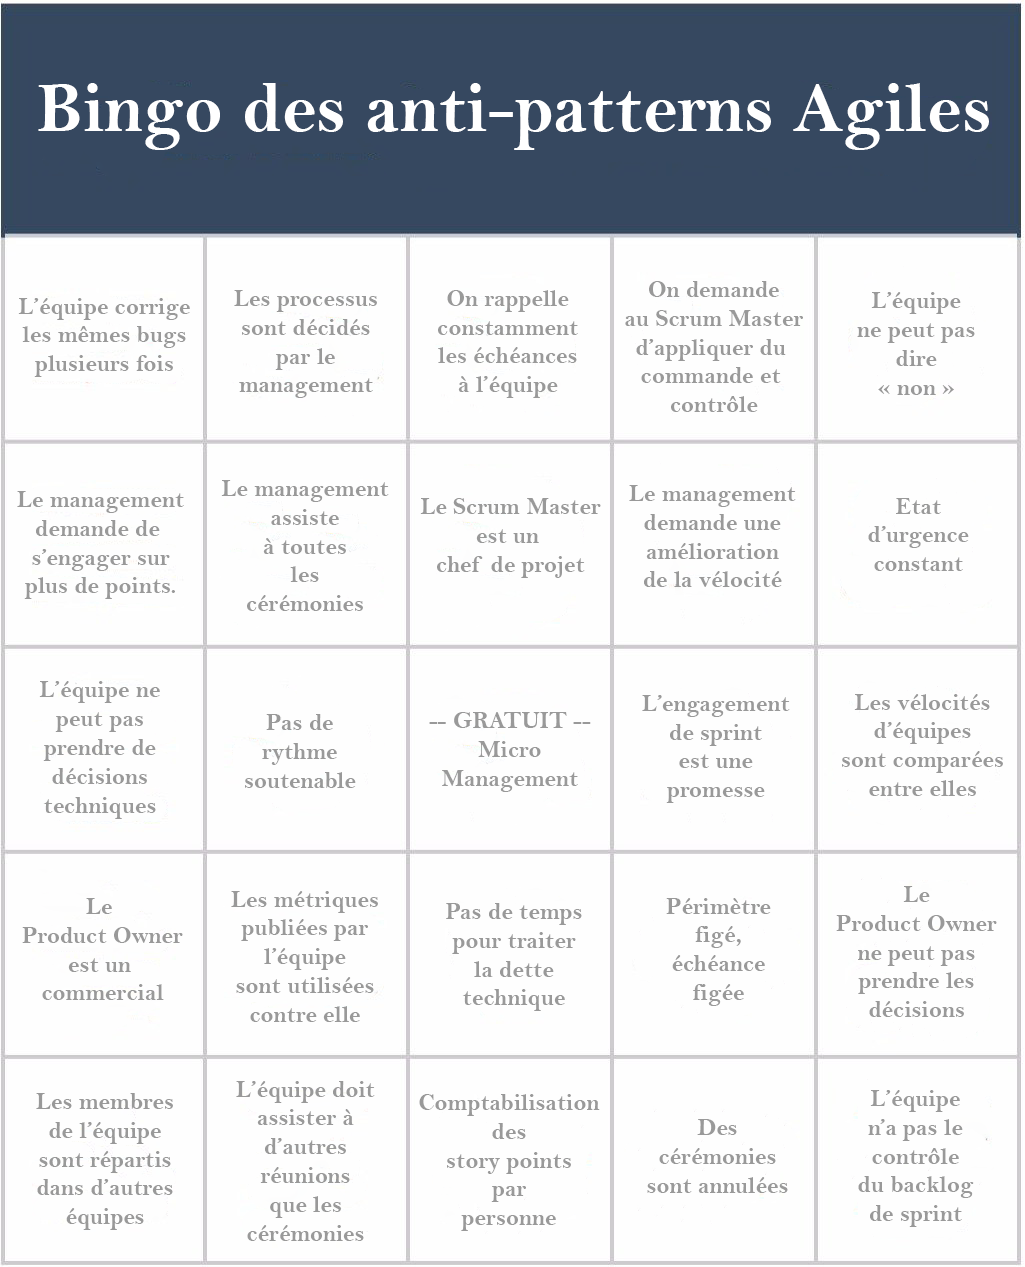 Bingo des anti-patterns Agiles
L’équipe corrige
les mêmes bugs
plusieurs fois
Les processus
sont décidés
par le
management
On rappelle
constamment
les échéances
à l’équipe
On demande
au Scrum Master
d’appliquer du
commande et
contrôle
L’équipe
ne peut pas
dire
« non »
Le management
demande de
s’engager sur
plus de points.
Le management
assiste
à toutes
les
cérémonies
Le Scrum Master
est un
chef de projet
Le management
demande une
amélioration
de la vélocité
Etat
d’urgence
constant
L’équipe ne
peut pas
prendre de
décisions
techniques
Pas de
rythme
soutenable
-- GRATUIT --
Micro
Management
L’engagement
de sprint
est une
promesse
Les vélocités
d’équipes
sont comparées
entre elles
Le
Product Owner
est un
commercial
Les métriques
publiées par
l’équipe
sont utilisées
contre elle
Pas de temps
pour traiter
la dette
technique
Périmètre
figé,
échéance
figée
Le
Product Owner
ne peut pas
prendre les
décisions
Les membres
de l’équipe
sont répartis
dans d’autres
équipes
L’équipe doit
assister à
d’autres
réunions
que les
cérémonies
Comptabilisation
des
story points
par
personne
Des
cérémonies
sont annulées
L’équipe
n’a pas le
contrôle
du backlog
de sprint